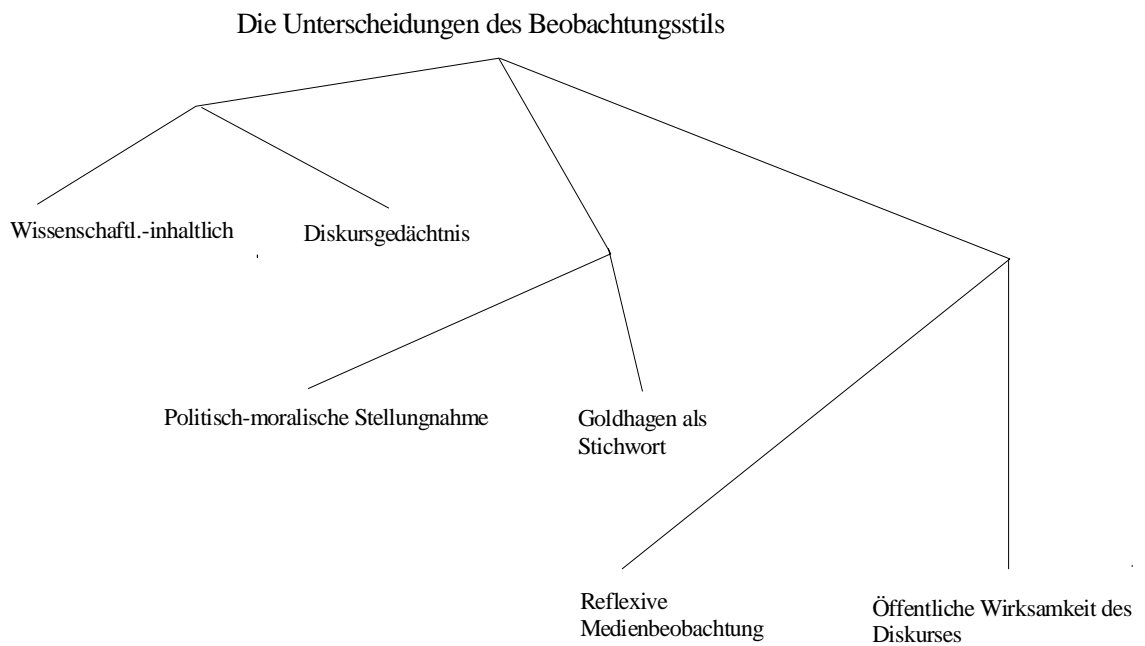 Die Unterscheidungen des Beobachtungsstils
Wissenschaftl.-inhaltlich
Diskursgedächtnis
Politisch-moralische Stellungnahme
Goldhagen als
Stichwort
Reflexive
Medienbeobachtung
Öffentliche Wirksamkeit des
Diskurses